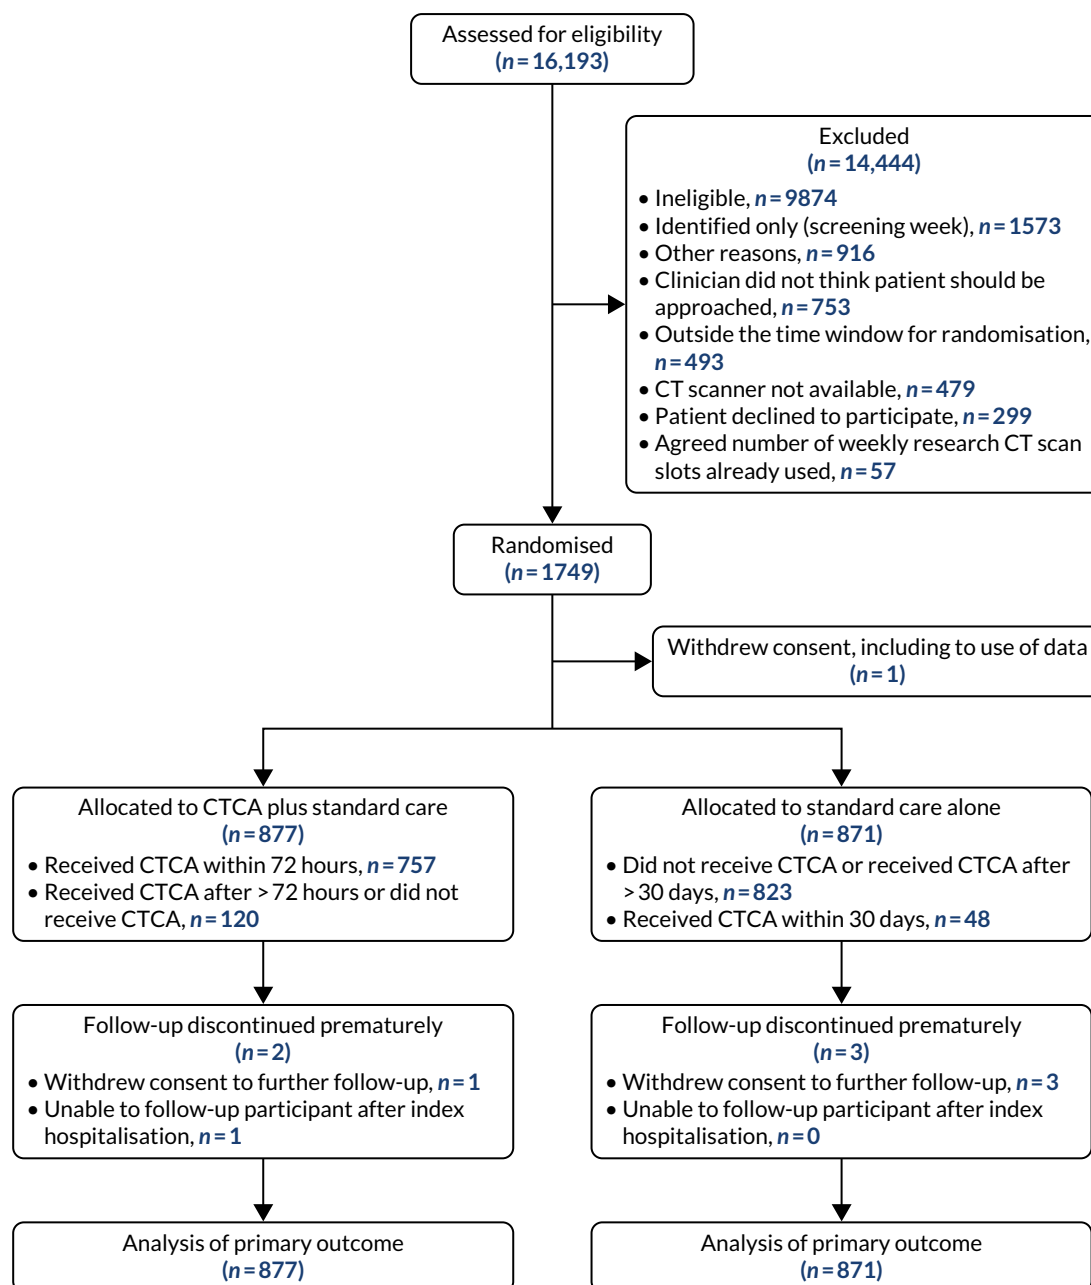 Assessed for eligibility
(n=16,193)
Excluded
(n=14,444)
• Ineligible, n=9874
• Identified only (screening week), n=1573
• Other reasons, n=916
• Clinician did not think patient should be
approached, n=753
• Outside the time window for randomisation,
n=493
• CT scanner not available, n=479
• Patient declined to participate, n=299
• Agreed number of weekly research CT scan
slots already used, n=57
Randomised
(n=1749)
Withdrew consent, including to use of data
(n=1)
Allocated to CTCA plus standard care
(n=877)
• Received CTCA within 72 hours, n=757
• Received CTCA after >72 hours or did not
receive CTCA, n=120
Allocated to standard care alone
(n=871)
• Did not receive CTCA or received CTCA after
>30 days, n=823
• Received CTCA within 30 days, n=48
Follow-up discontinued prematurely
(n=2)
• Withdrew consent to further follow-up, n=1
• Unable to follow-up participant after index
hospitalisation, n=1
Follow-up discontinued prematurely
(n=3)
• Withdrew consent to further follow-up, n=3
• Unable to follow-up participant after index
hospitalisation, n=0
Analysis of primary outcome
(n=877)
Analysis of primary outcome
(n=871)